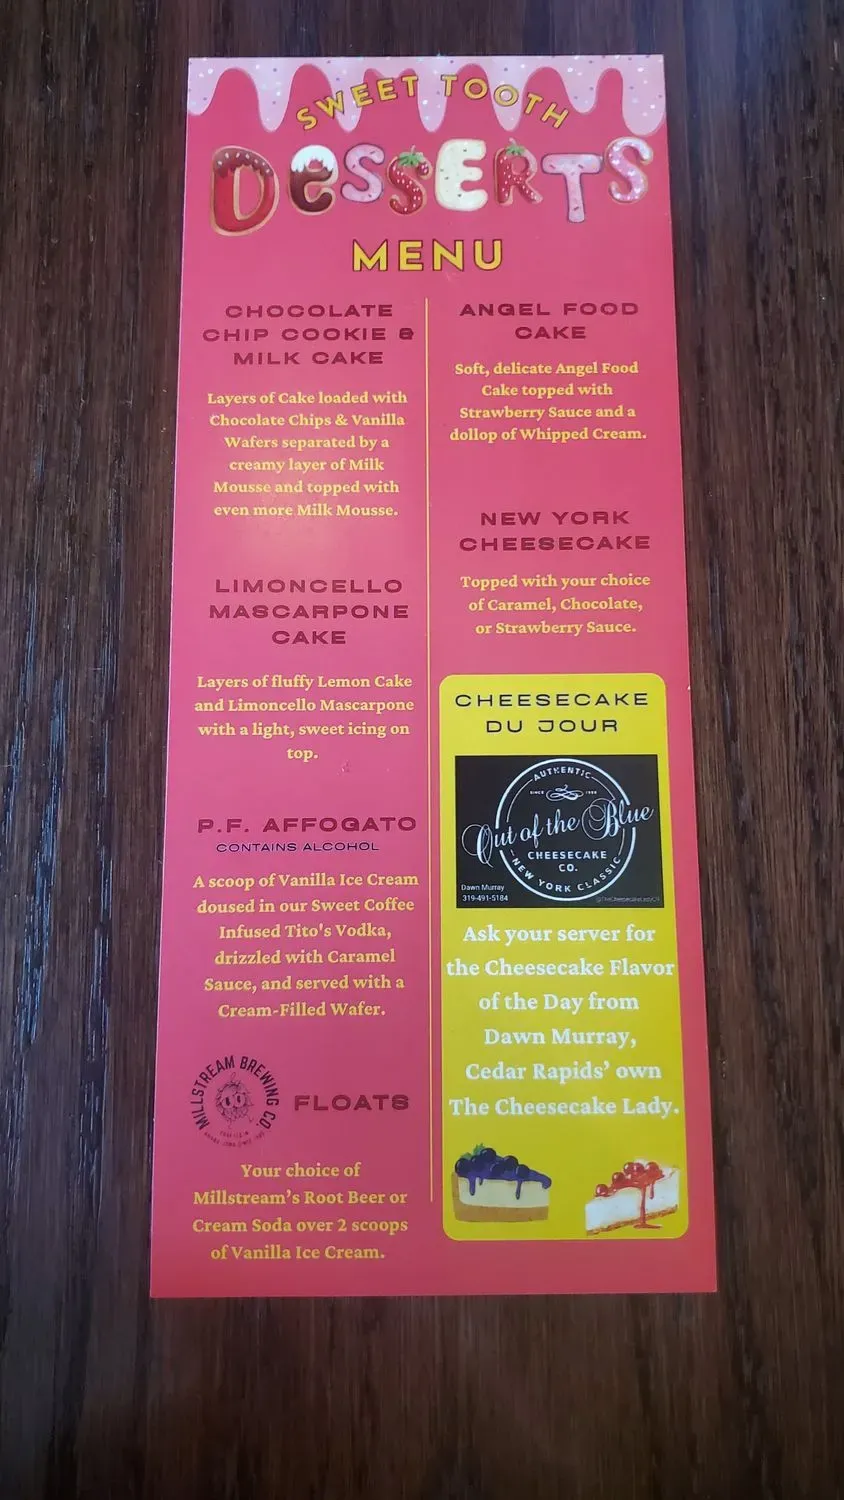 SWEET TOOTH
DESSERTS
MENU
CHOCOLATE
CHIP COOKIE &
MILK CAKE
Layers of Cake loaded with
Chocolate Chips & Vanilla
Wafers separated by a
creamy layer of Milk
Mousse and topped with
even more Milk Mousse.
LIMONCELLO
MASCARPONE
CAKE
Layers of fluffy Lemon Cake
and Limoncello Mascarpone
with a light, sweet icing on
top.
P.F. AFFOGATO
CONTAINS ALCOHOL
A scoop of Vanilla Ice Cream
doused in our Sweet Coffee
Infused Tito's Vodka,
drizzled with Caramel
Sauce, and served with a
Cream-Filled Wafer.
MILLSTREAM BREWING CO.
FLOATS
Your choice of
Millstream's Root Beer or
Cream Soda over 2 scoops
of Vanilla Ice Cream.
ANGEL FOOD
CAKE
Soft, delicate Angel Food
Cake topped with
Strawberry Sauce and a
dollop of Whipped Cream.
NEW YORK
CHEESECAKE
Topped with your choice
of Caramel, Chocolate,
or Strawberry Sauce.
CHEESECAKE
DU JOUR
AUTHENTIC
SINCE
Out of the Blue
CHEESECAKE
CO.
NEW YORK CLASSIC
Dawn Murray
319-491-5184
Ask your server for
the Cheesecake Flavor
of the Day from
Dawn Murray,
Cedar Rapids' own
The Cheesecake Lady.